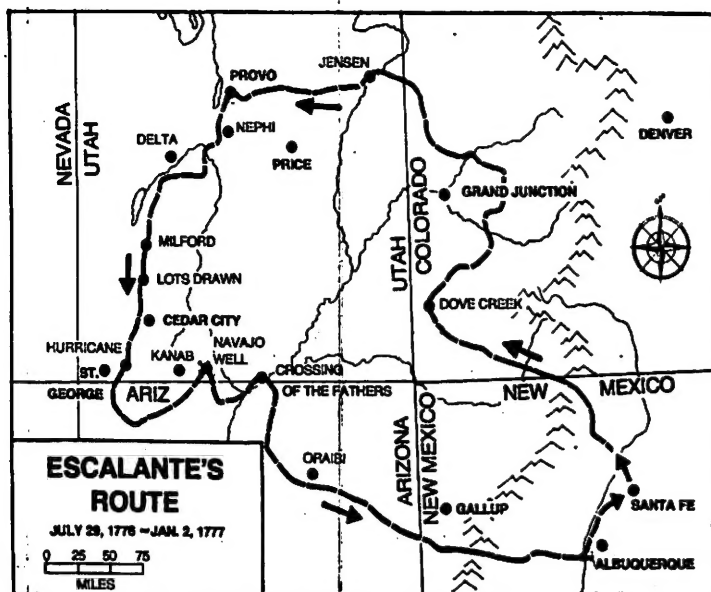 JENSEN
PROVO
NEVADA
UTAH
NEPHI
DELTA
PRICE
DENVER
UTAH
COLORADO
GRAND JUNCTION
MILFORD
LOTS DRAWN
CEDAR CITY
DOVE CREEK
HURRICANE
ST.
GEORGE
KANAB
NAVAJO
WELL
ARIZ
CROSSING
OF THE FATHERS
NEW MEXICO
ORAIBI
ARIZONA
NEW MEXICO
GALLUP
SANTA FE
ALBUQUERQUE
ESCALANTE'S
ROUTE
JULY 29, 1776 – JAN. 2, 1777
0 25 50 75
MILES